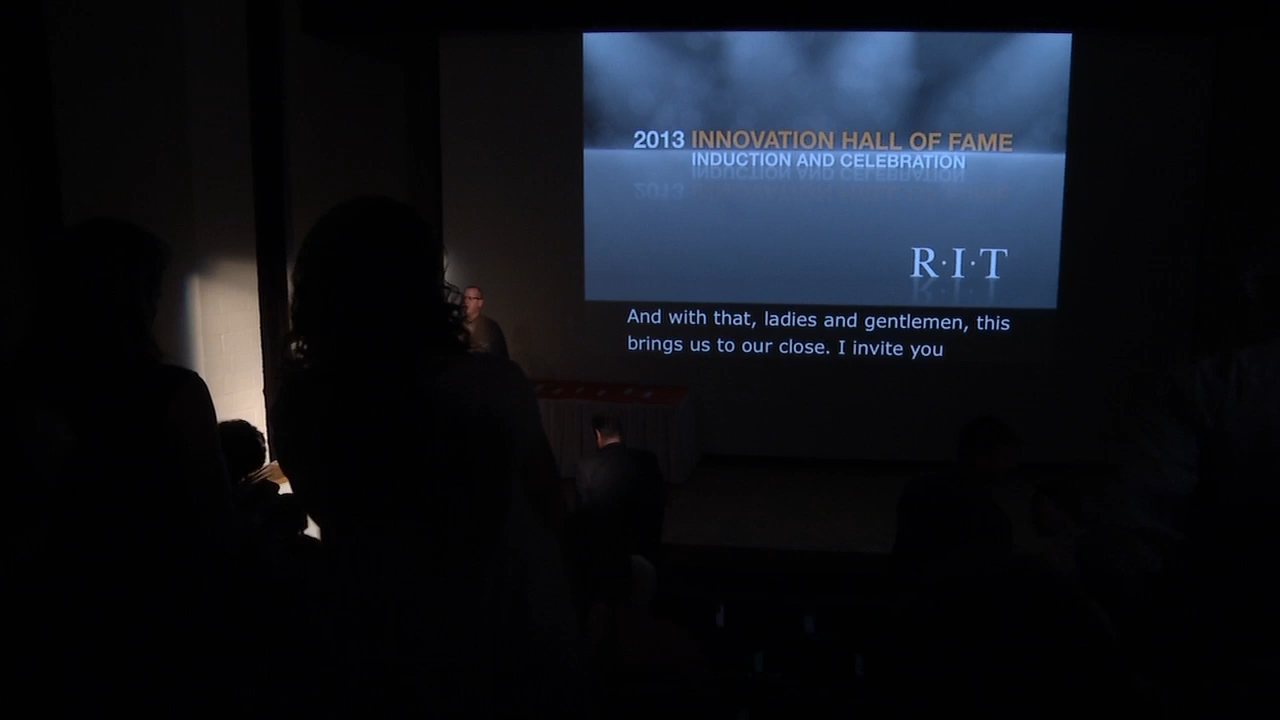 2013 INNOVATION HALL OF FAME
INDUCTION AND CELEBRATION
R·I·T
And with that, ladies and gentlemen, this
brings us to our close. I invite you